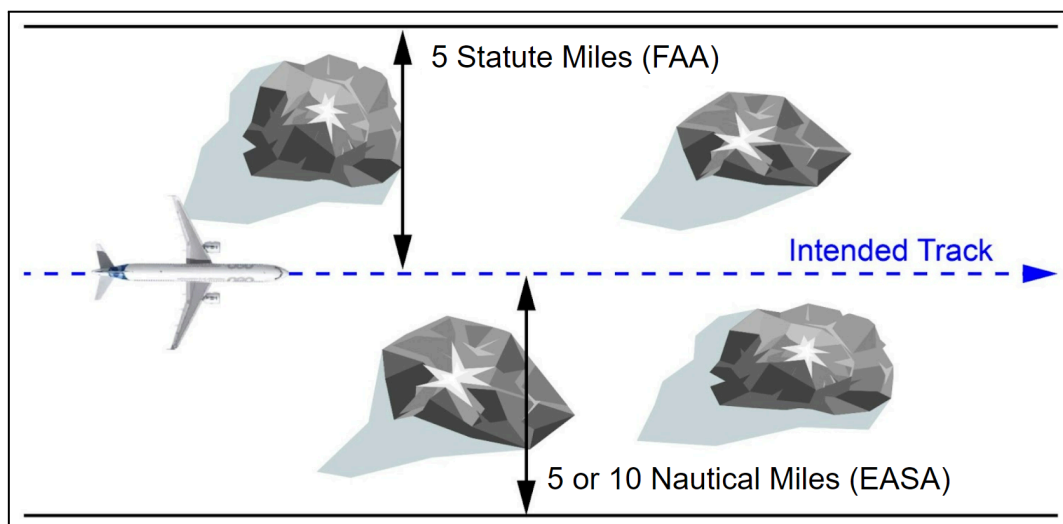 5 Statute Miles (FAA)
Intended Track
5 or 10 Nautical Miles (EASA)